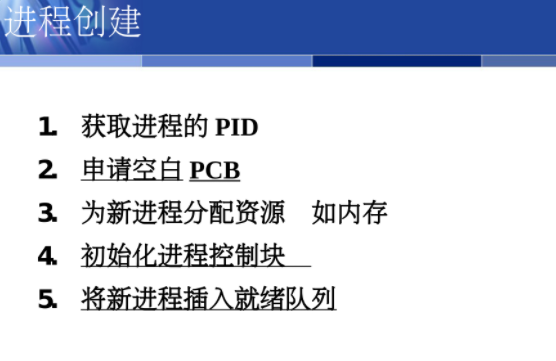 进程创建
1. 获取进程的 PID
2. 申请空白 PCB
3. 为新进程分配资源　如内存
4. 初始化进程控制块
5. 将新进程插入就绪队列